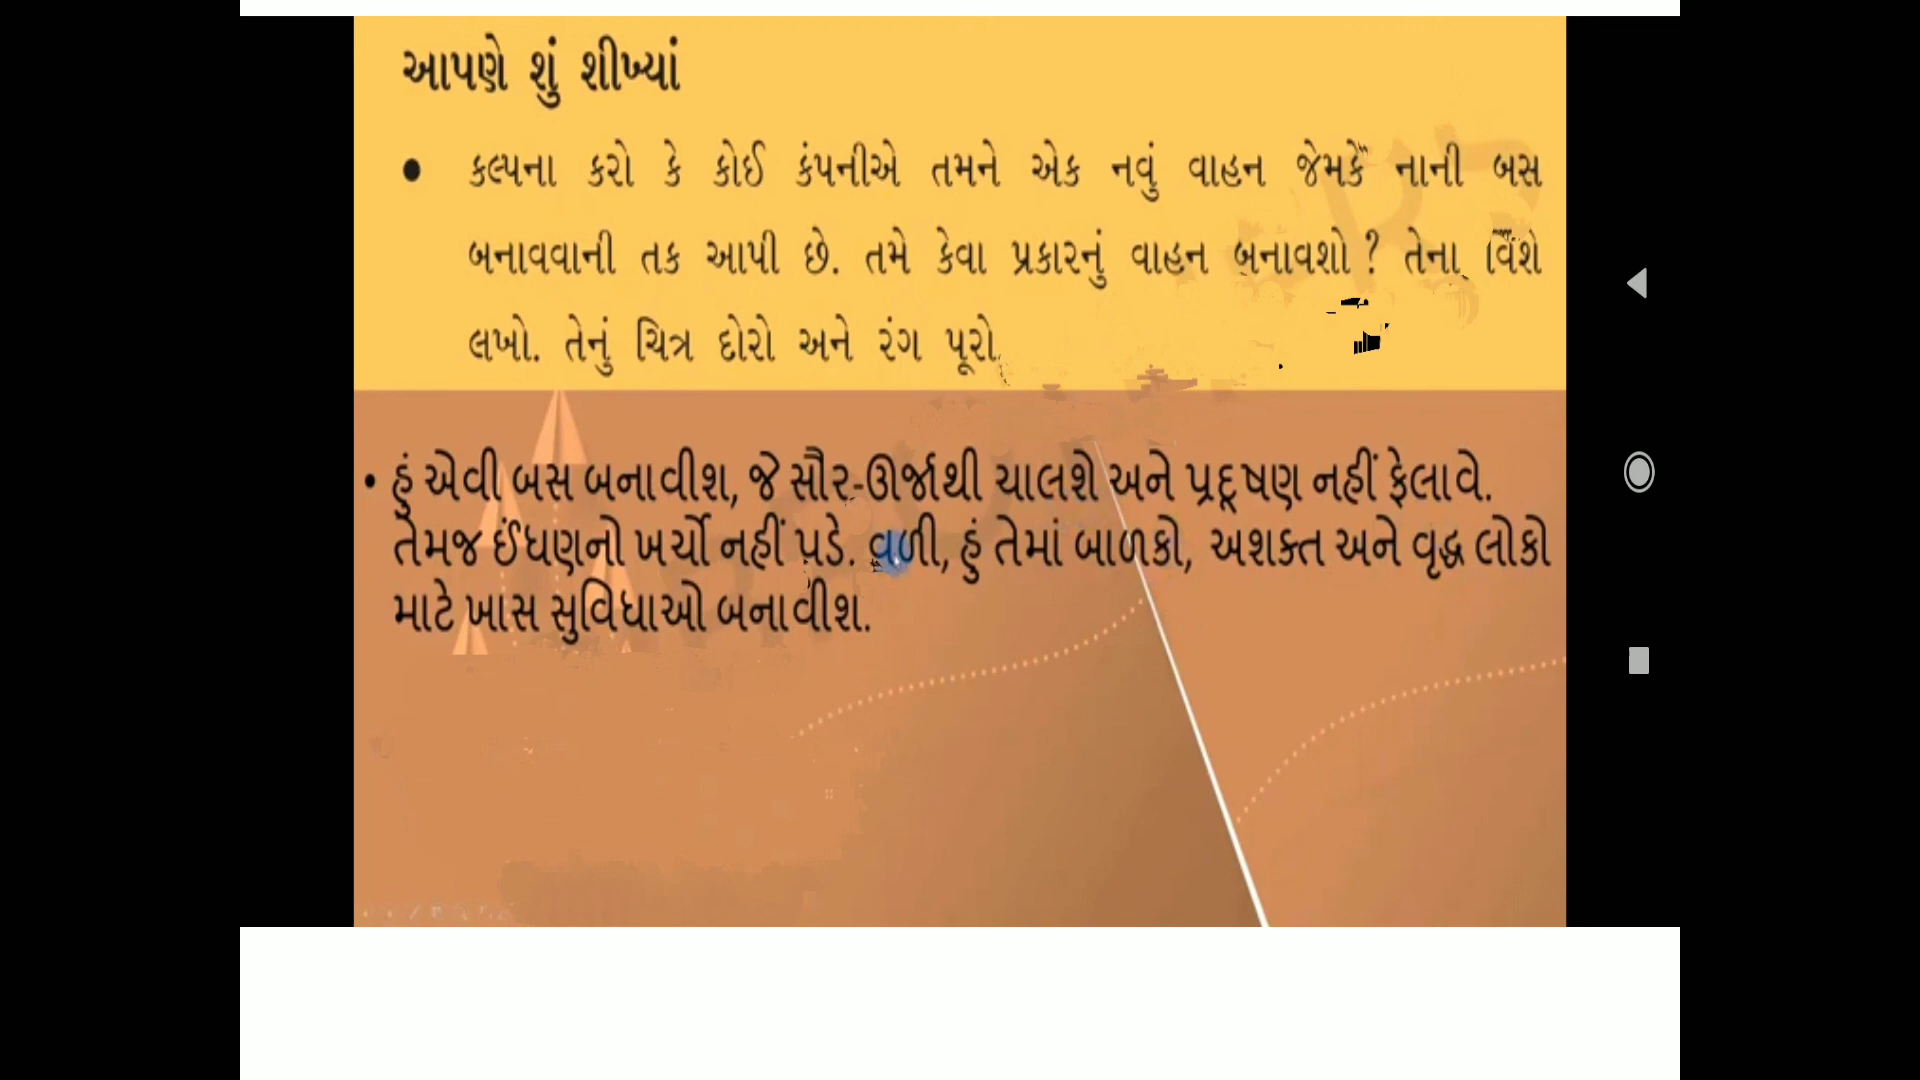 આપણે શું શીખ્યાં
• કલ્પના કરો કે કોઈ કંપનીએ તમને એક નવું વાહન જેમકે નાની બસ
બનાવવાની તક આપી છે. તમે કેવા પ્રકારનું વાહન બનાવશો ? તેના વિશે
લખો. તેનું ચિત્ર દોરો અને રંગ પૂરો.
• હું એવી બસ બનાવીશ, જે સૌર-ઊર્જાથી ચાલશે અને પ્રદૂષણ નહીં ફેલાવે.
તેમજ ઈંધણનો ખર્ચો નહીં પડે. વળી, હું તેમાં બાળકો, અશક્ત અને વૃદ્ધ લોકો
માટે ખાસ સુવિધાઓ બનાવીશ.